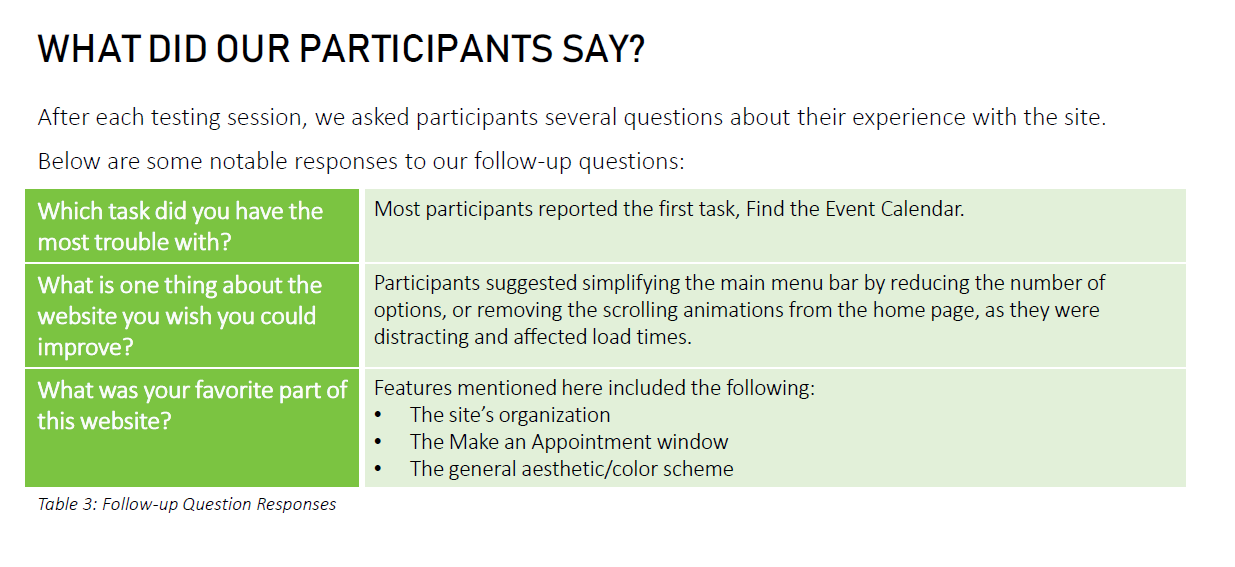 WHAT DID OUR PARTICIPANTS SAY?
After each testing session, we asked participants several questions about their experience with the site.
Below are some notable responses to our follow-up questions:
Which task did you have the
most trouble with?
Most participants reported the first task, Find the Event Calendar.
What is one thing about the
website you wish you could
improve?
Participants suggested simplifying the main menu bar by reducing the number of
options, or removing the scrolling animations from the home page, as they were
distracting and affected load times.
What was your favorite part of
this website?
Features mentioned here included the following:
• The site’s organization
• The Make an Appointment window
• The general aesthetic/color scheme
Table 3: Follow-up Question Responses